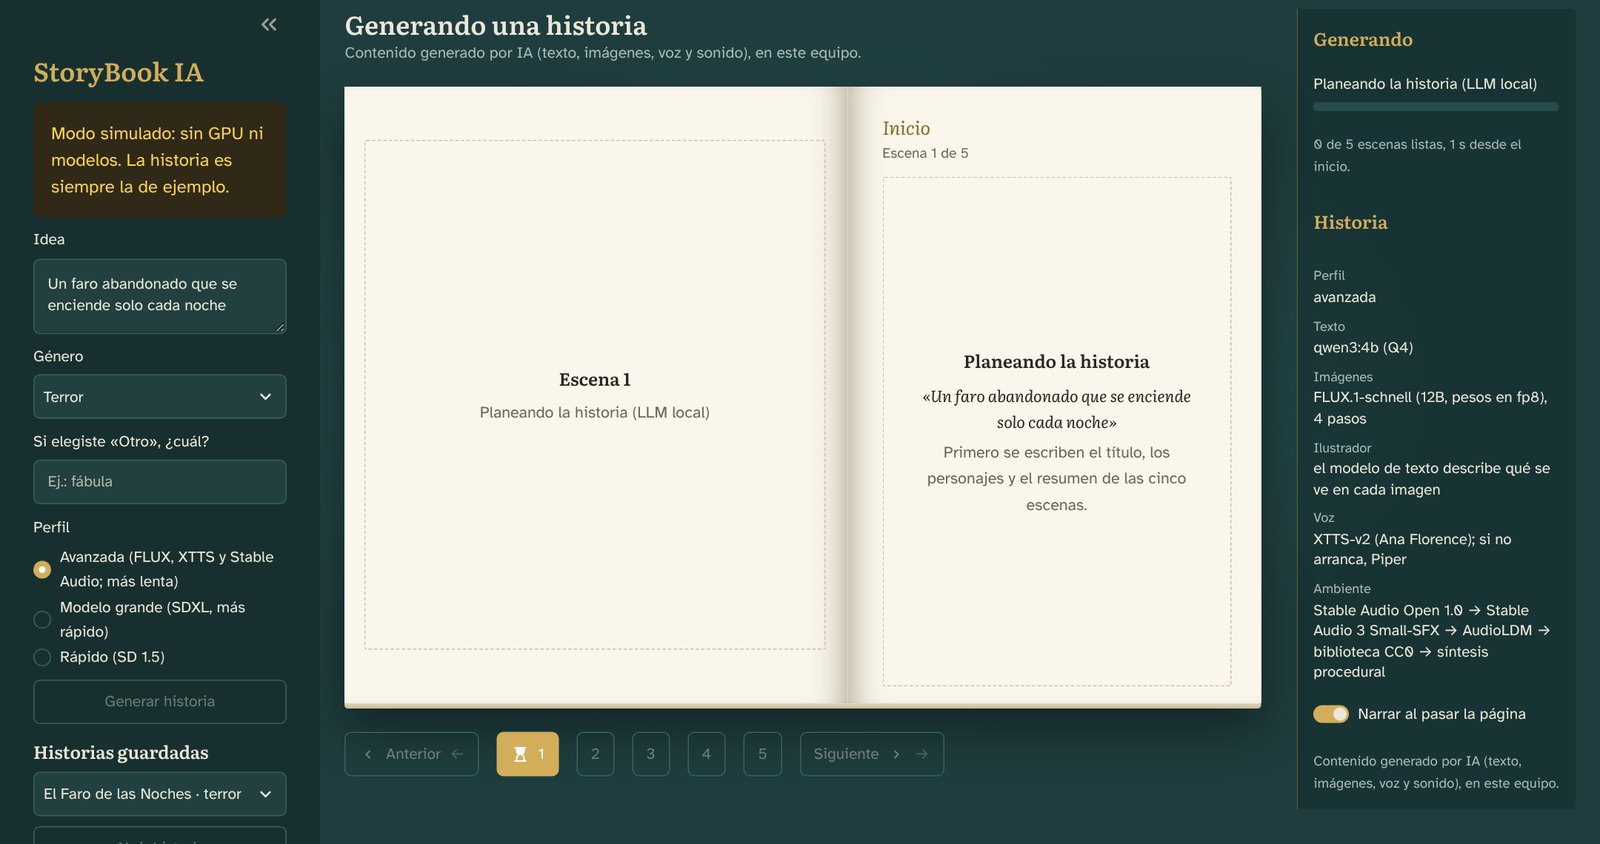 StoryBook IA
Modo simulado: sin GPU ni
modelos. La historia es
siempre la de ejemplo.
Idea
Un faro abandonado que se
enciende solo cada noche
Género
Terror
Si elegiste «Otro», ¿cuál?
Ej.: fábula
Perfil
Avanzada (FLUX, XTTS y Stable
Audio; más lenta)
Modelo grande (SDXL, más
rápido)
Rápido (SD 1.5)
Generar historia
Historias guardadas
El Faro de las Noches · terror
Generando una historia
Contenido generado por IA (texto, imágenes, voz y sonido), en este equipo.
Escena 1
Planeando la historia (LLM local)
Inicio
Escena 1 de 5
Planeando la historia
«Un faro abandonado que se enciende
solo cada noche»
Primero se escriben el título, los
personajes y el resumen de las cinco
escenas.
‹ Anterior ←
1
2
3
4
5
Siguiente › →
Generando
Planeando la historia (LLM local)
0 de 5 escenas listas, 1 s desde el
inicio.
Historia
Perfil
avanzada
Texto
qwen3:4b (Q4)
Imágenes
FLUX.1-schnell (12B, pesos en fp8),
4 pasos
Ilustrador
el modelo de texto describe qué se
ve en cada imagen
Voz
XTTS-v2 (Ana Florence); si no
arranca, Piper
Ambiente
Stable Audio Open 1.0 → Stable
Audio 3 Small-SFX → AudioLDM →
biblioteca CC0 → síntesis
procedural
Narrar al pasar la página
Contenido generado por IA (texto,
imágenes, voz y sonido), en este equipo.